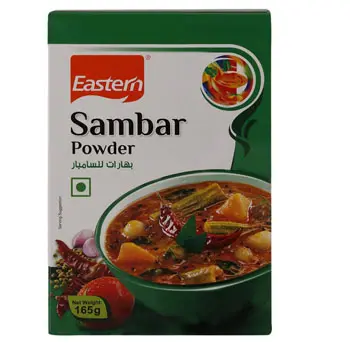 Eastern
Sambar
Powder
بهارات للسامبار
Serving Suggestion
Net Weight:
165g